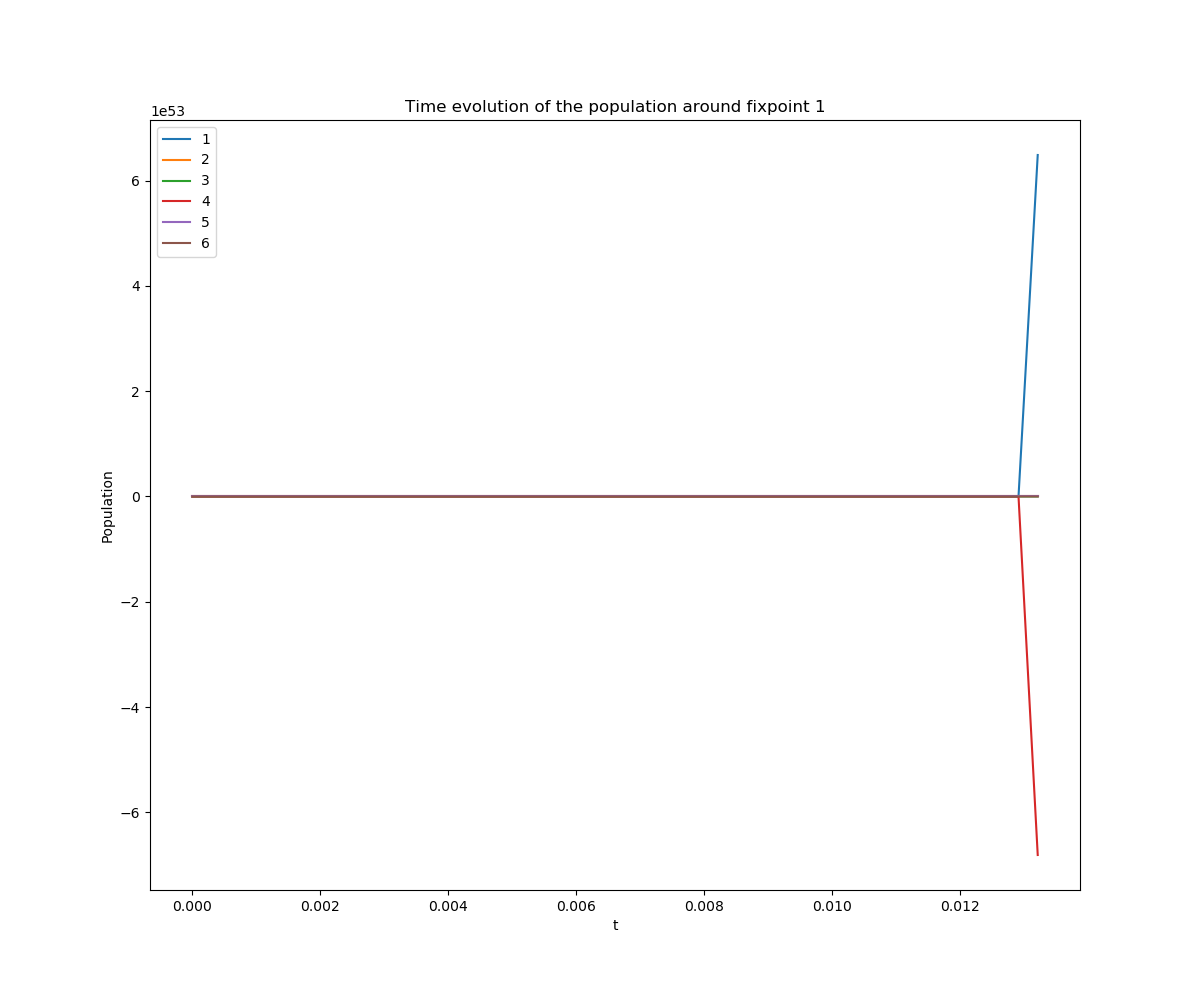 Time evolution of the population around fixpoint 1
1e53
1
2
3
4
5
6
6
4
2
0
−2
−4
−6
Population
0.000 0.002 0.004 0.006 0.008 0.010 0.012
t